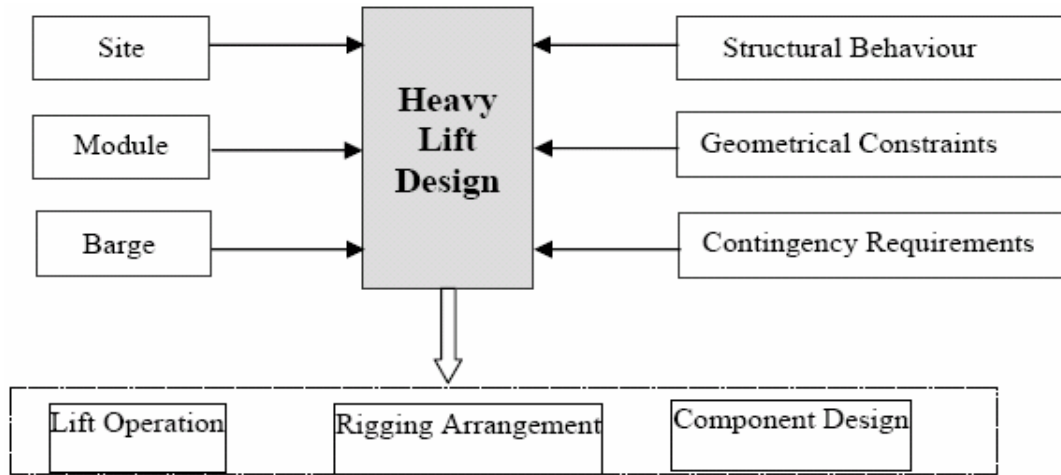 Site
Module
Barge
Heavy
Lift
Design
Structural Behaviour
Geometrical Constraints
Contingency Requirements
Lift Operation
Rigging Arrangement
Component Design